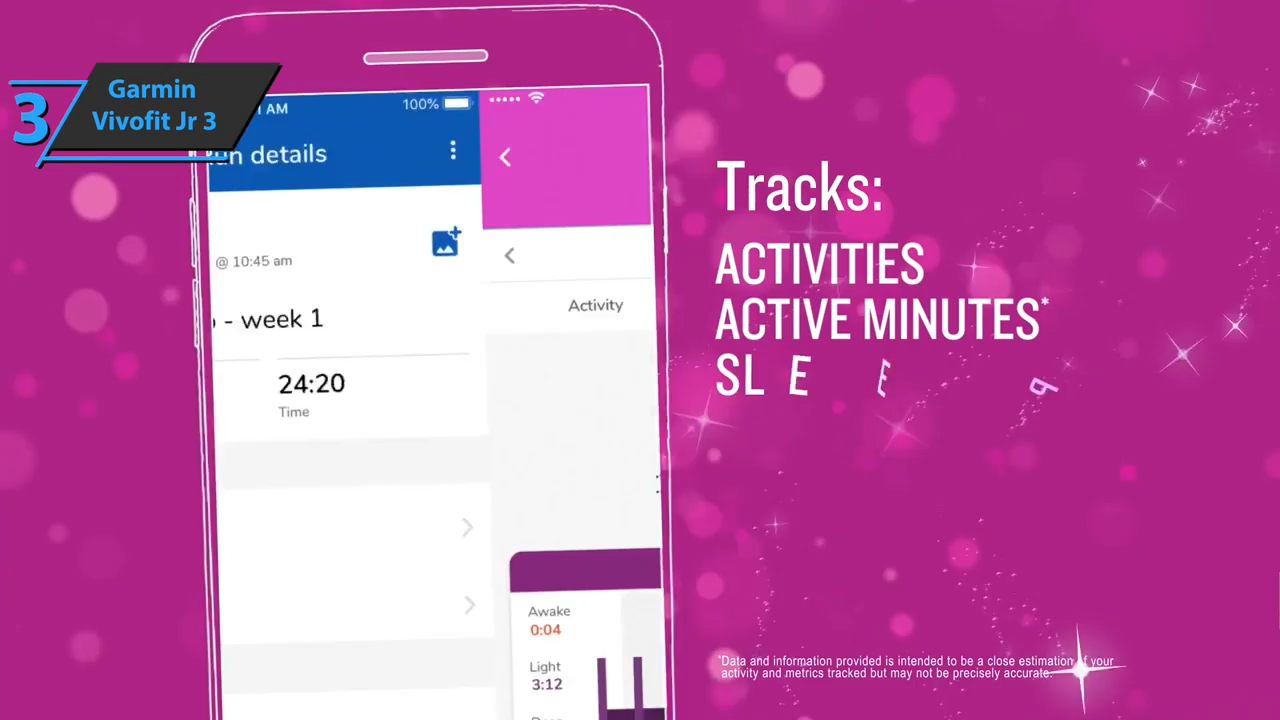 3
Garmin
Vivofit Jr 3
AM
100%
un details
@ 10:45 am
- week 1
24:20
Time
Activity
Awake
0:04
Light
3:12
Tracks:
ACTIVITIES
ACTIVE MINUTES*
SLEEP
*Data and information provided is intended to be a close estimation of your
activity and metrics tracked but may not be precisely accurate.